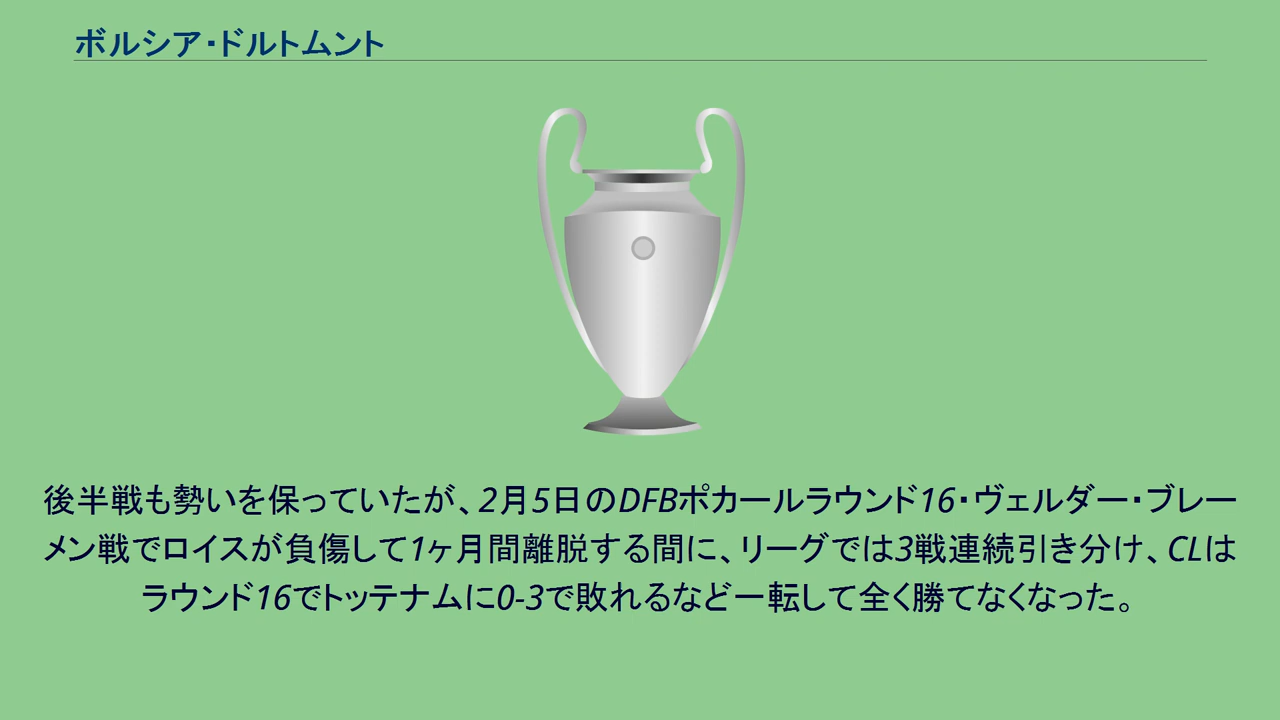 ボルシア・ドルトムント
後半戦も勢いを保っていたが、2月5日のDFBポカールラウンド16・ヴェルダー・ブレー
メン戦でロイスが負傷して1ヶ月間離脱する間に、リーグでは3戦連続引き分け、CLは
ラウンド16でトッテナムに0-3で敗れるなど一転して全く勝てなくなった。